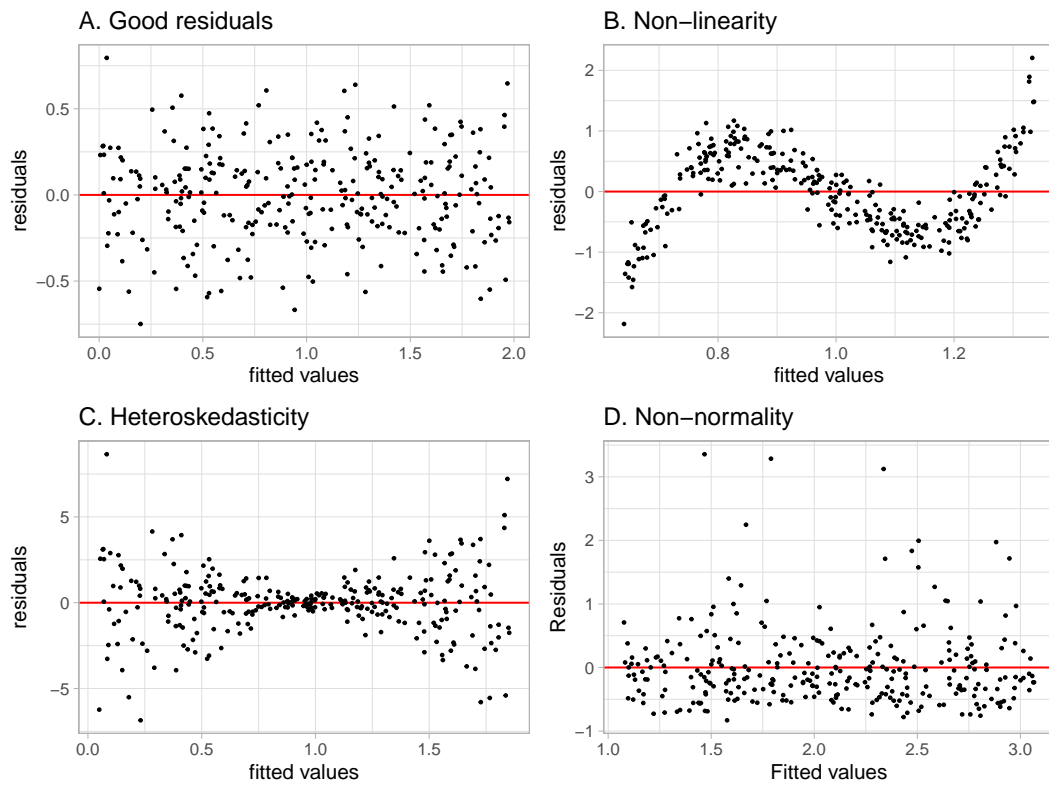 A. Good residuals
residuals
0.5
0.0
−0.5
0.0 0.5 1.0 1.5 2.0
fitted values
B. Non−linearity
residuals
2
1
0
−1
−2
0.8 1.0 1.2
fitted values
C. Heteroskedasticity
residuals
5
0
−5
0.0 0.5 1.0 1.5
fitted values
D. Non−normality
Residuals
3
2
1
0
−1
1.0 1.5 2.0 2.5 3.0
Fitted values